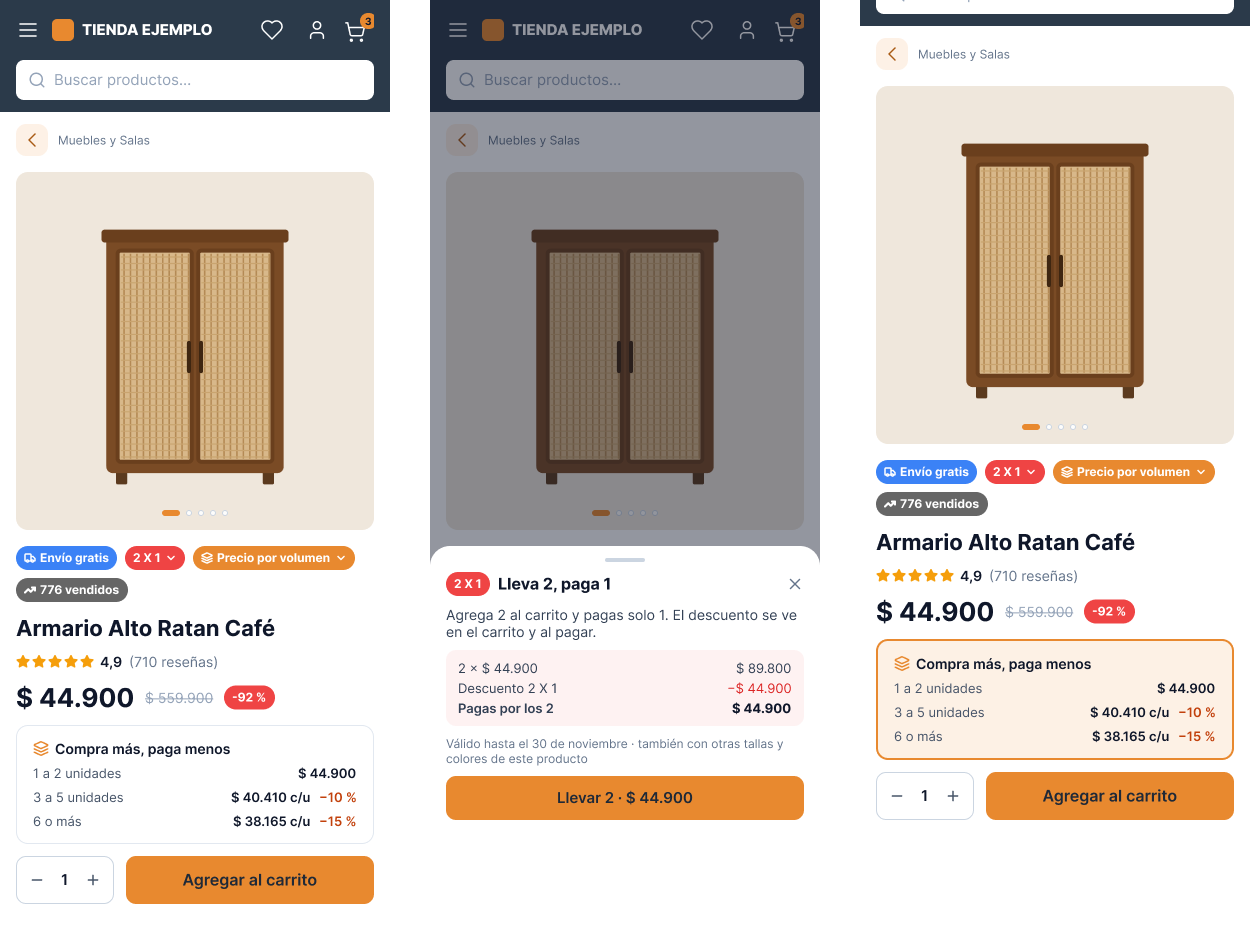 TIENDA EJEMPLO
3
Buscar productos...
Muebles y Salas
Envío gratis
2 X 1
Precio por volumen
776 vendidos
Armario Alto Ratan Café
4,9 (710 reseñas)
$ 44.900 $ 559.900 -92 %
Compra más, paga menos
1 a 2 unidades $ 44.900
3 a 5 unidades $ 40.410 c/u −10 %
6 o más $ 38.165 c/u −15 %
− 1 +
Agregar al carrito
TIENDA EJEMPLO
3
Buscar productos...
Muebles y Salas
2 X 1 Lleva 2, paga 1
Agrega 2 al carrito y pagas solo 1. El descuento se ve
en el carrito y al pagar.
2 × $ 44.900 $ 89.800
Descuento 2 X 1 −$ 44.900
Pagas por los 2 $ 44.900
Válido hasta el 30 de noviembre · también con otras tallas y
colores de este producto
Llevar 2 · $ 44.900
Muebles y Salas
Envío gratis
2 X 1
Precio por volumen
776 vendidos
Armario Alto Ratan Café
4,9 (710 reseñas)
$ 44.900 $ 559.900 -92 %
Compra más, paga menos
1 a 2 unidades $ 44.900
3 a 5 unidades $ 40.410 c/u −10 %
6 o más $ 38.165 c/u −15 %
− 1 +
Agregar al carrito